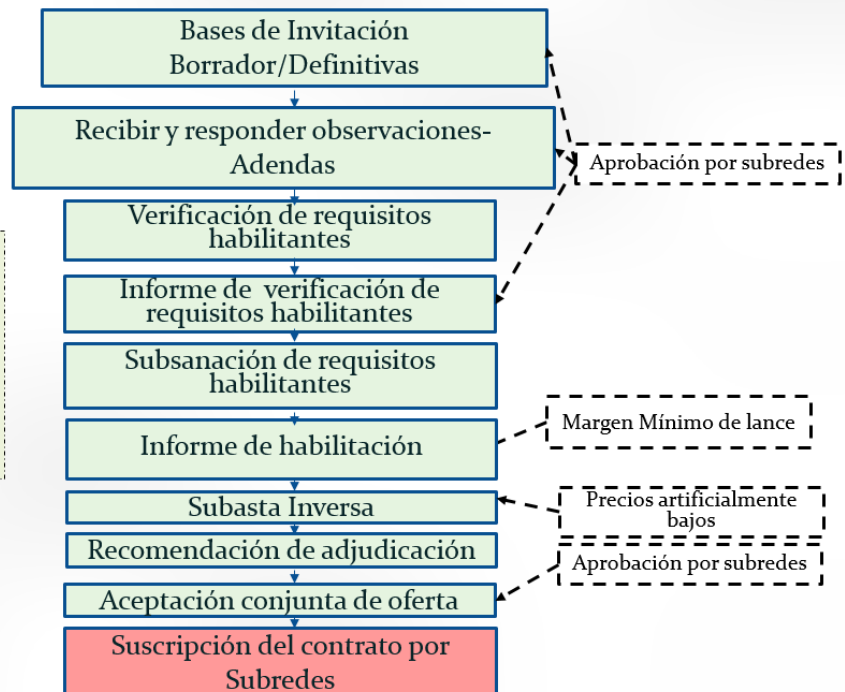 Bases de Invitación
Borrador/Definitivas
Recibir y responder observaciones-
Adendas
Aprobación por subredes
Verificación de requisitos
habilitantes
Informe de verificación de
requisitos habilitantes
Subsanación de requisitos
habilitantes
Margen Mínimo de lance
Informe de habilitación
Precios artificialmente
bajos
Subasta Inversa
Recomendación de adjudicación
Aprobación por subredes
Aceptación conjunta de oferta
Suscripción del contrato por
Subredes